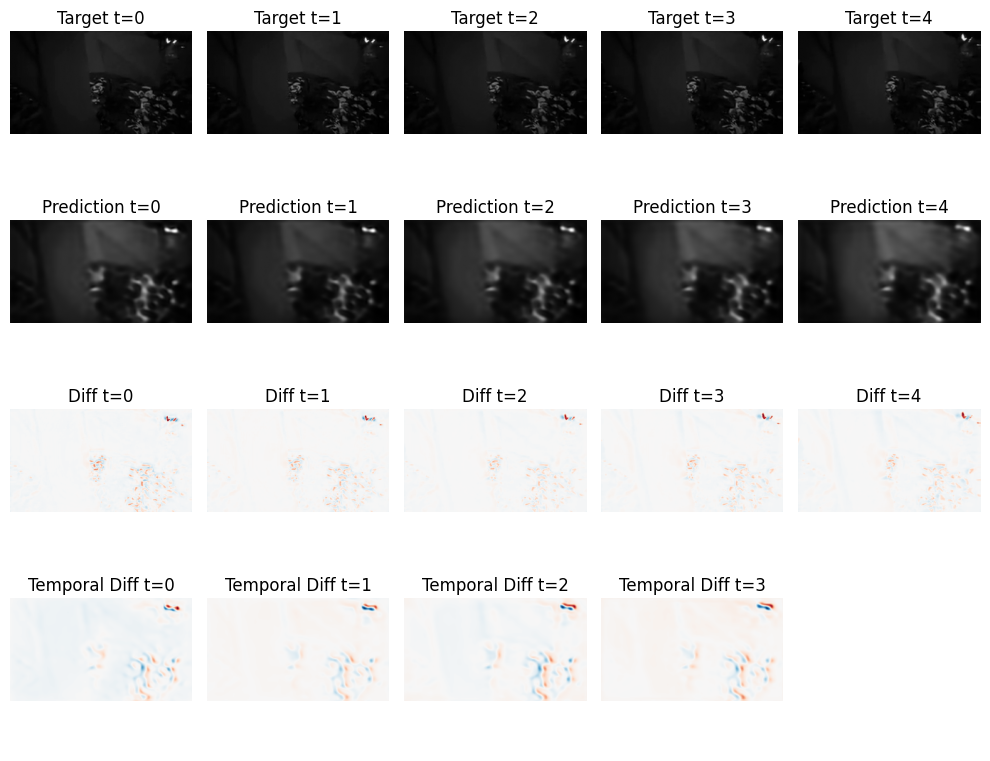 Target t=0 Target t=1 Target t=2 Target t=3 Target t=4
Prediction t=0 Prediction t=1 Prediction t=2 Prediction t=3 Prediction t=4
Diff t=0 Diff t=1 Diff t=2 Diff t=3 Diff t=4
Temporal Diff t=0 Temporal Diff t=1 Temporal Diff t=2 Temporal Diff t=3